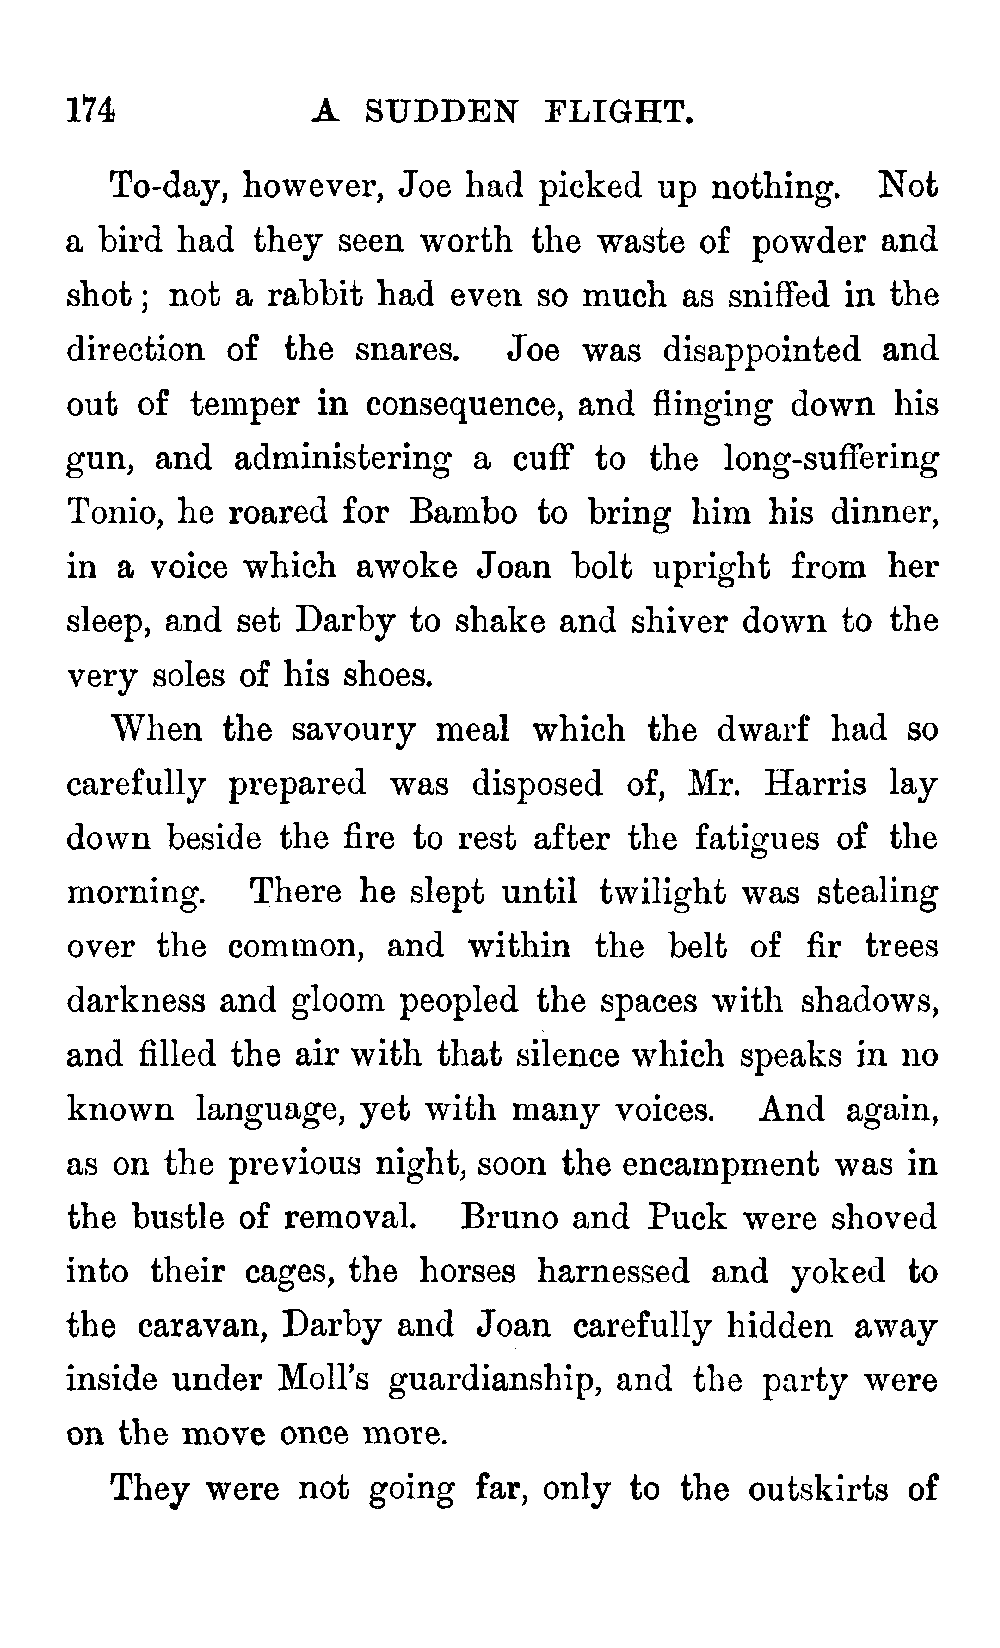 174 A SUDDEN FLIGHT.
To-day, however, Joe had picked up nothing. Not
a bird had they seen worth the waste of powder and
shot; not a rabbit had even so much as sniffed in the
direction of the snares. Joe was disappointed and
out of temper in consequence, and flinging down his
gun, and administering a cuff to the long-suffering
Tonio, he roared for Bambo to bring him his dinner,
in a voice which awoke Joan bolt upright from her
sleep, and set Darby to shake and shiver down to the
very soles of his shoes.
When the savoury meal which the dwarf had so
carefully prepared was disposed of, Mr. Harris lay
down beside the fire to rest after the fatigues of the
morning. There he slept until twilight was stealing
over the common, and within the belt of fir trees
darkness and gloom peopled the spaces with shadows,
and filled the air with that silence which speaks in no
known language, yet with many voices. And again,
as on the previous night, soon the encampment was in
the bustle of removal. Bruno and Puck were shoved
into their cages, the horses harnessed and yoked to
the caravan, Darby and Joan carefully hidden away
inside under Moll's guardianship, and the party were
on the move once more.
They were not going far, only to the outskirts of